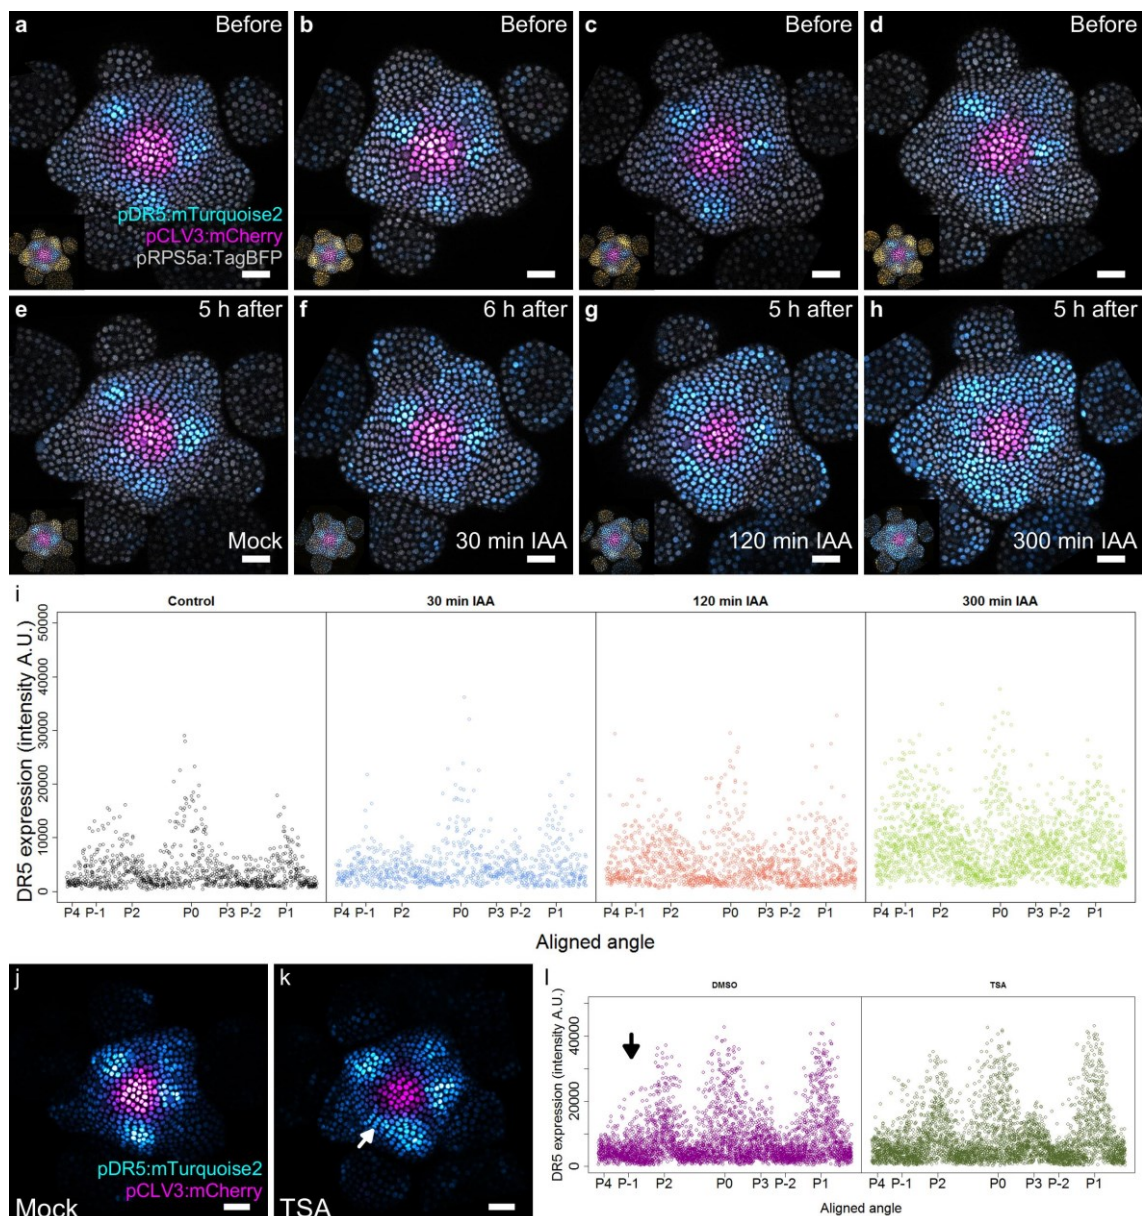 a Before
b Before
c Before
d Before
pDR5:mTurquoise2
pCLV3:mCherry
pRPS5a:TagBFP
e 5 h after
f 6 h after
g 5 h after
h 5 h after
Mock
30 min IAA
120 min IAA
300 min IAA
i
Control 30 min IAA 120 min IAA 300 min IAA
DR5 expression (intensity A.U.)
50000
40000
30000
20000
10000
0
P4 P-1 P2 P0 P3 P-2 P1
P4 P-1 P2 P0 P3 P-2 P1
P4 P-1 P2 P0 P3 P-2 P1
P4 P-1 P2 P0 P3 P-2 P1
Aligned angle
j
pDR5:mTurquoise2
pCLV3:mCherry
Mock
k
TSA
l
DMSO TSA
DR5 expression (intensity A.U.)
40000
20000
0
P4 P-1 P2 P0 P3 P-2 P1
P4 P-1 P2 P0 P3 P-2 P1
Aligned angle